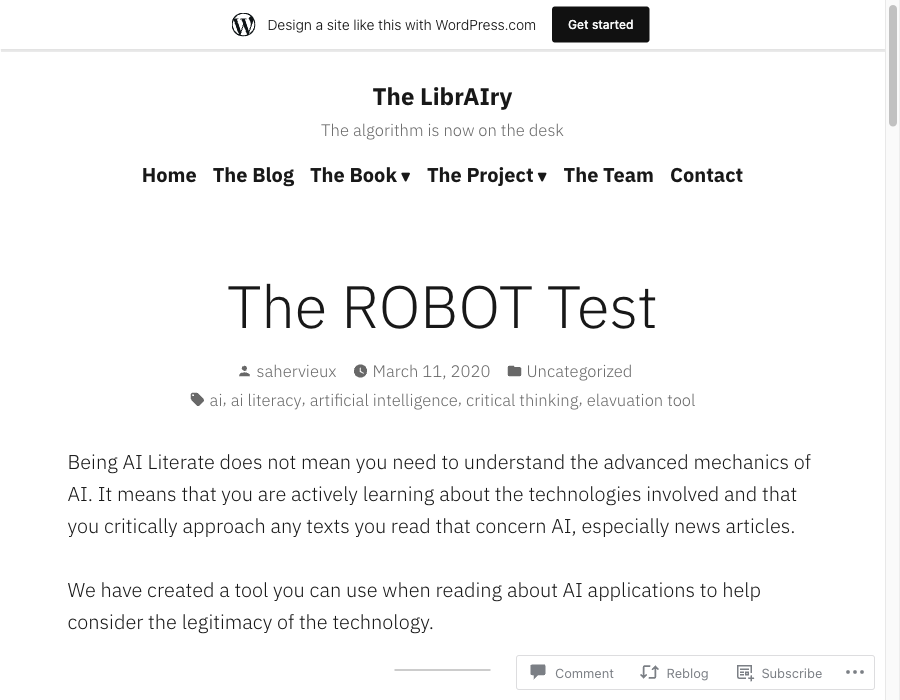 Design a site like this with WordPress.com Get started
The LibrAIry
The algorithm is now on the desk
Home The Blog The Book ▾ The Project ▾ The Team Contact
The ROBOT Test
sahervieux March 11, 2020 Uncategorized
ai, ai literacy, artificial intelligence, critical thinking, elavuation tool
Being AI Literate does not mean you need to understand the advanced mechanics of
AI. It means that you are actively learning about the technologies involved and that
you critically approach any texts you read that concern AI, especially news articles.
We have created a tool you can use when reading about AI applications to help
consider the legitimacy of the technology.
Comment Reblog Subscribe ...